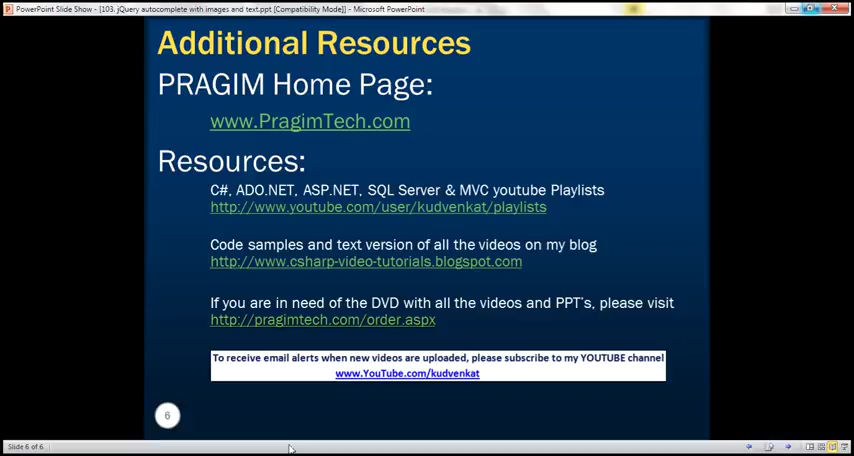 PowerPoint Slide Show - [103. jQuery autocomplete with images and text.ppt [Compatibility Mode]] - Microsoft PowerPoint
Additional Resources
PRAGIM Home Page:
www.PragimTech.com
Resources:
C#, ADO.NET, ASP.NET, SQL Server & MVC youtube Playlists
http://www.youtube.com/user/kudvenkat/playlists
Code samples and text version of all the videos on my blog
http://www.csharp-video-tutorials.blogspot.com
If you are in need of the DVD with all the videos and PPT's, please visit
http://pragimtech.com/order.aspx
To receive email alerts when new videos are uploaded, please subscribe to my YOUTUBE channel
www.YouTube.com/kudvenkat
6
Slide 6 of 6